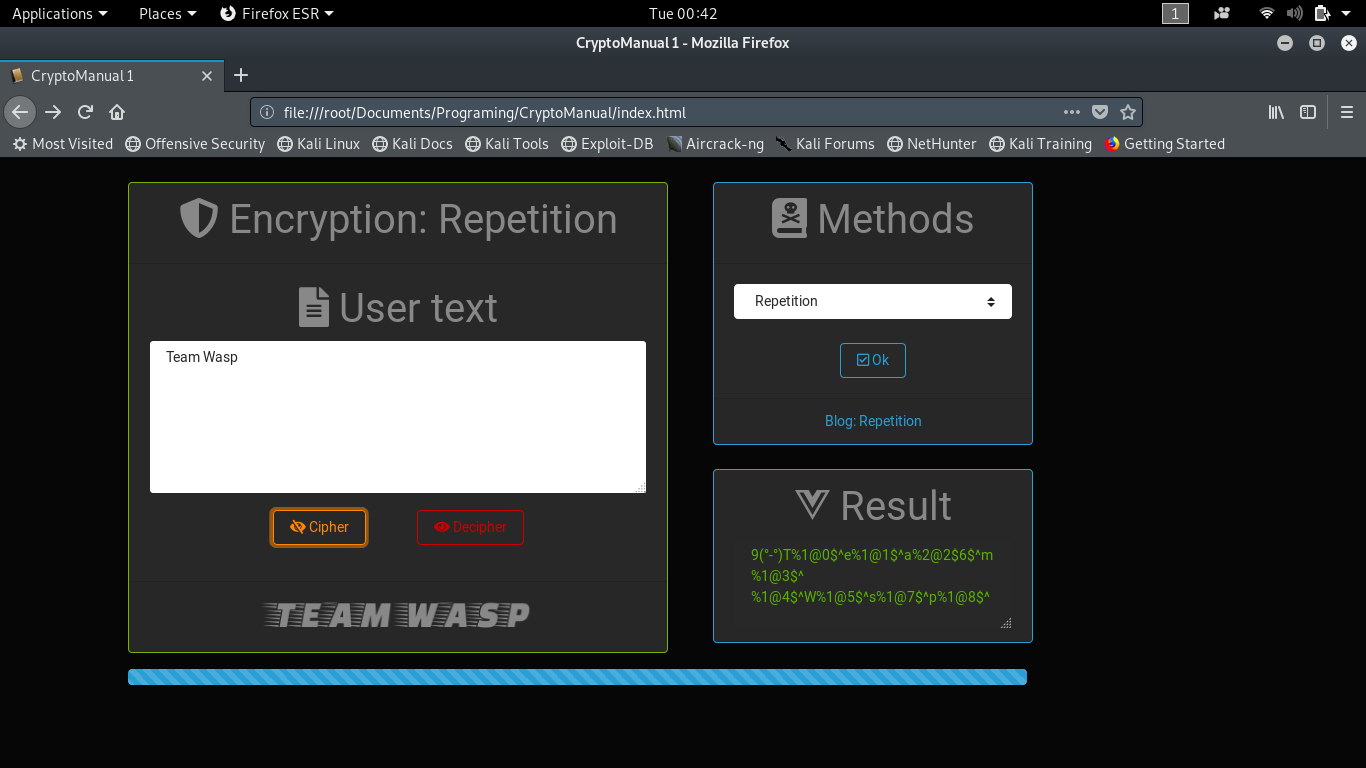 Applications Places Firefox ESR Tue 00:42 1
CryptoManual 1 - Mozilla Firefox
CryptoManual 1
file:///root/Documents/Programing/CryptoManual/index.html
Most Visited Offensive Security Kali Linux Kali Docs Kali Tools Exploit-DB Aircrack-ng Kali Forums NetHunter Kali Training Getting Started
Encryption: Repetition
User text
Team Wasp
Cipher Decipher
TEAM WASP
Methods
Repetition
Ok
Blog: Repetition
Result
9(°-°)T%1@0$^e%1@1$^a%2@2$6$^m
%1@3$^
%1@4$^W%1@5$^s%1@7$^p%1@8$^